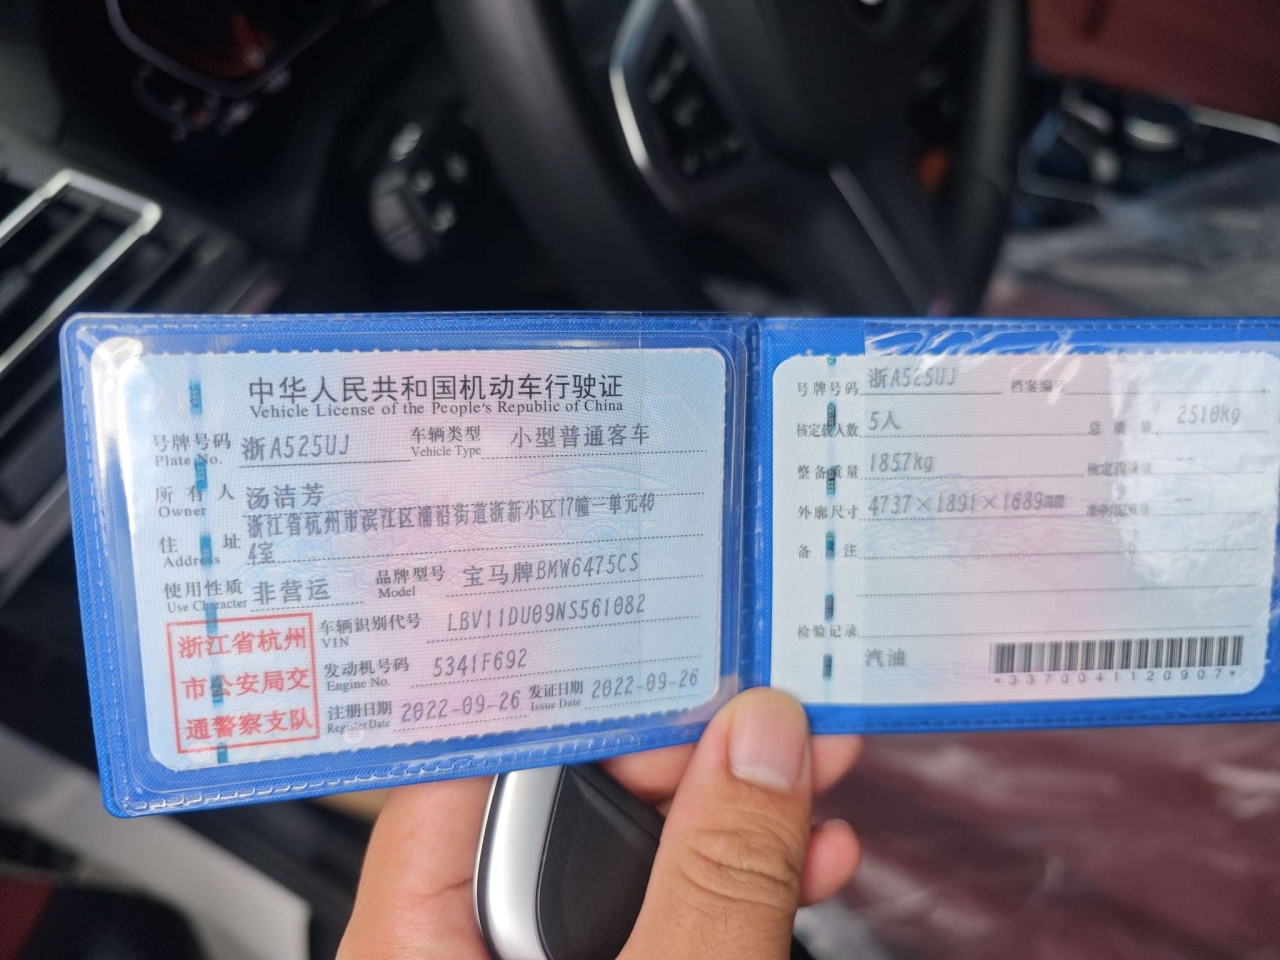 中华人民共和国机动车行驶证
Vehicle License of the People's Republic of China
号牌号码 浙A525UJ 车辆类型 小型普通客车
Plate No. Vehicle Type
所有人 汤洁芳
Owner
住址 浙江省杭州市滨江区浦沿街道浙新小区17幢一单元40
Address 4室
使用性质 非营运 品牌型号 宝马牌BMW6475CS
Use Character Model
浙江省杭州
市公安局交
通警察支队
车辆识别代号 LBV11DU09NS561082
VIN
发动机号码 5341F692
Engine No.
注册日期 2022-09-26 发证日期 2022-09-26
Register Date Issue Date
号牌号码 浙A525UJ 档案编号
核定载人数 5人 总质量 2510kg
整备质量 1857kg 核定载质量
外廓尺寸 4737×1891×1689mm
备注
检验记录
汽油
*3370041120907*